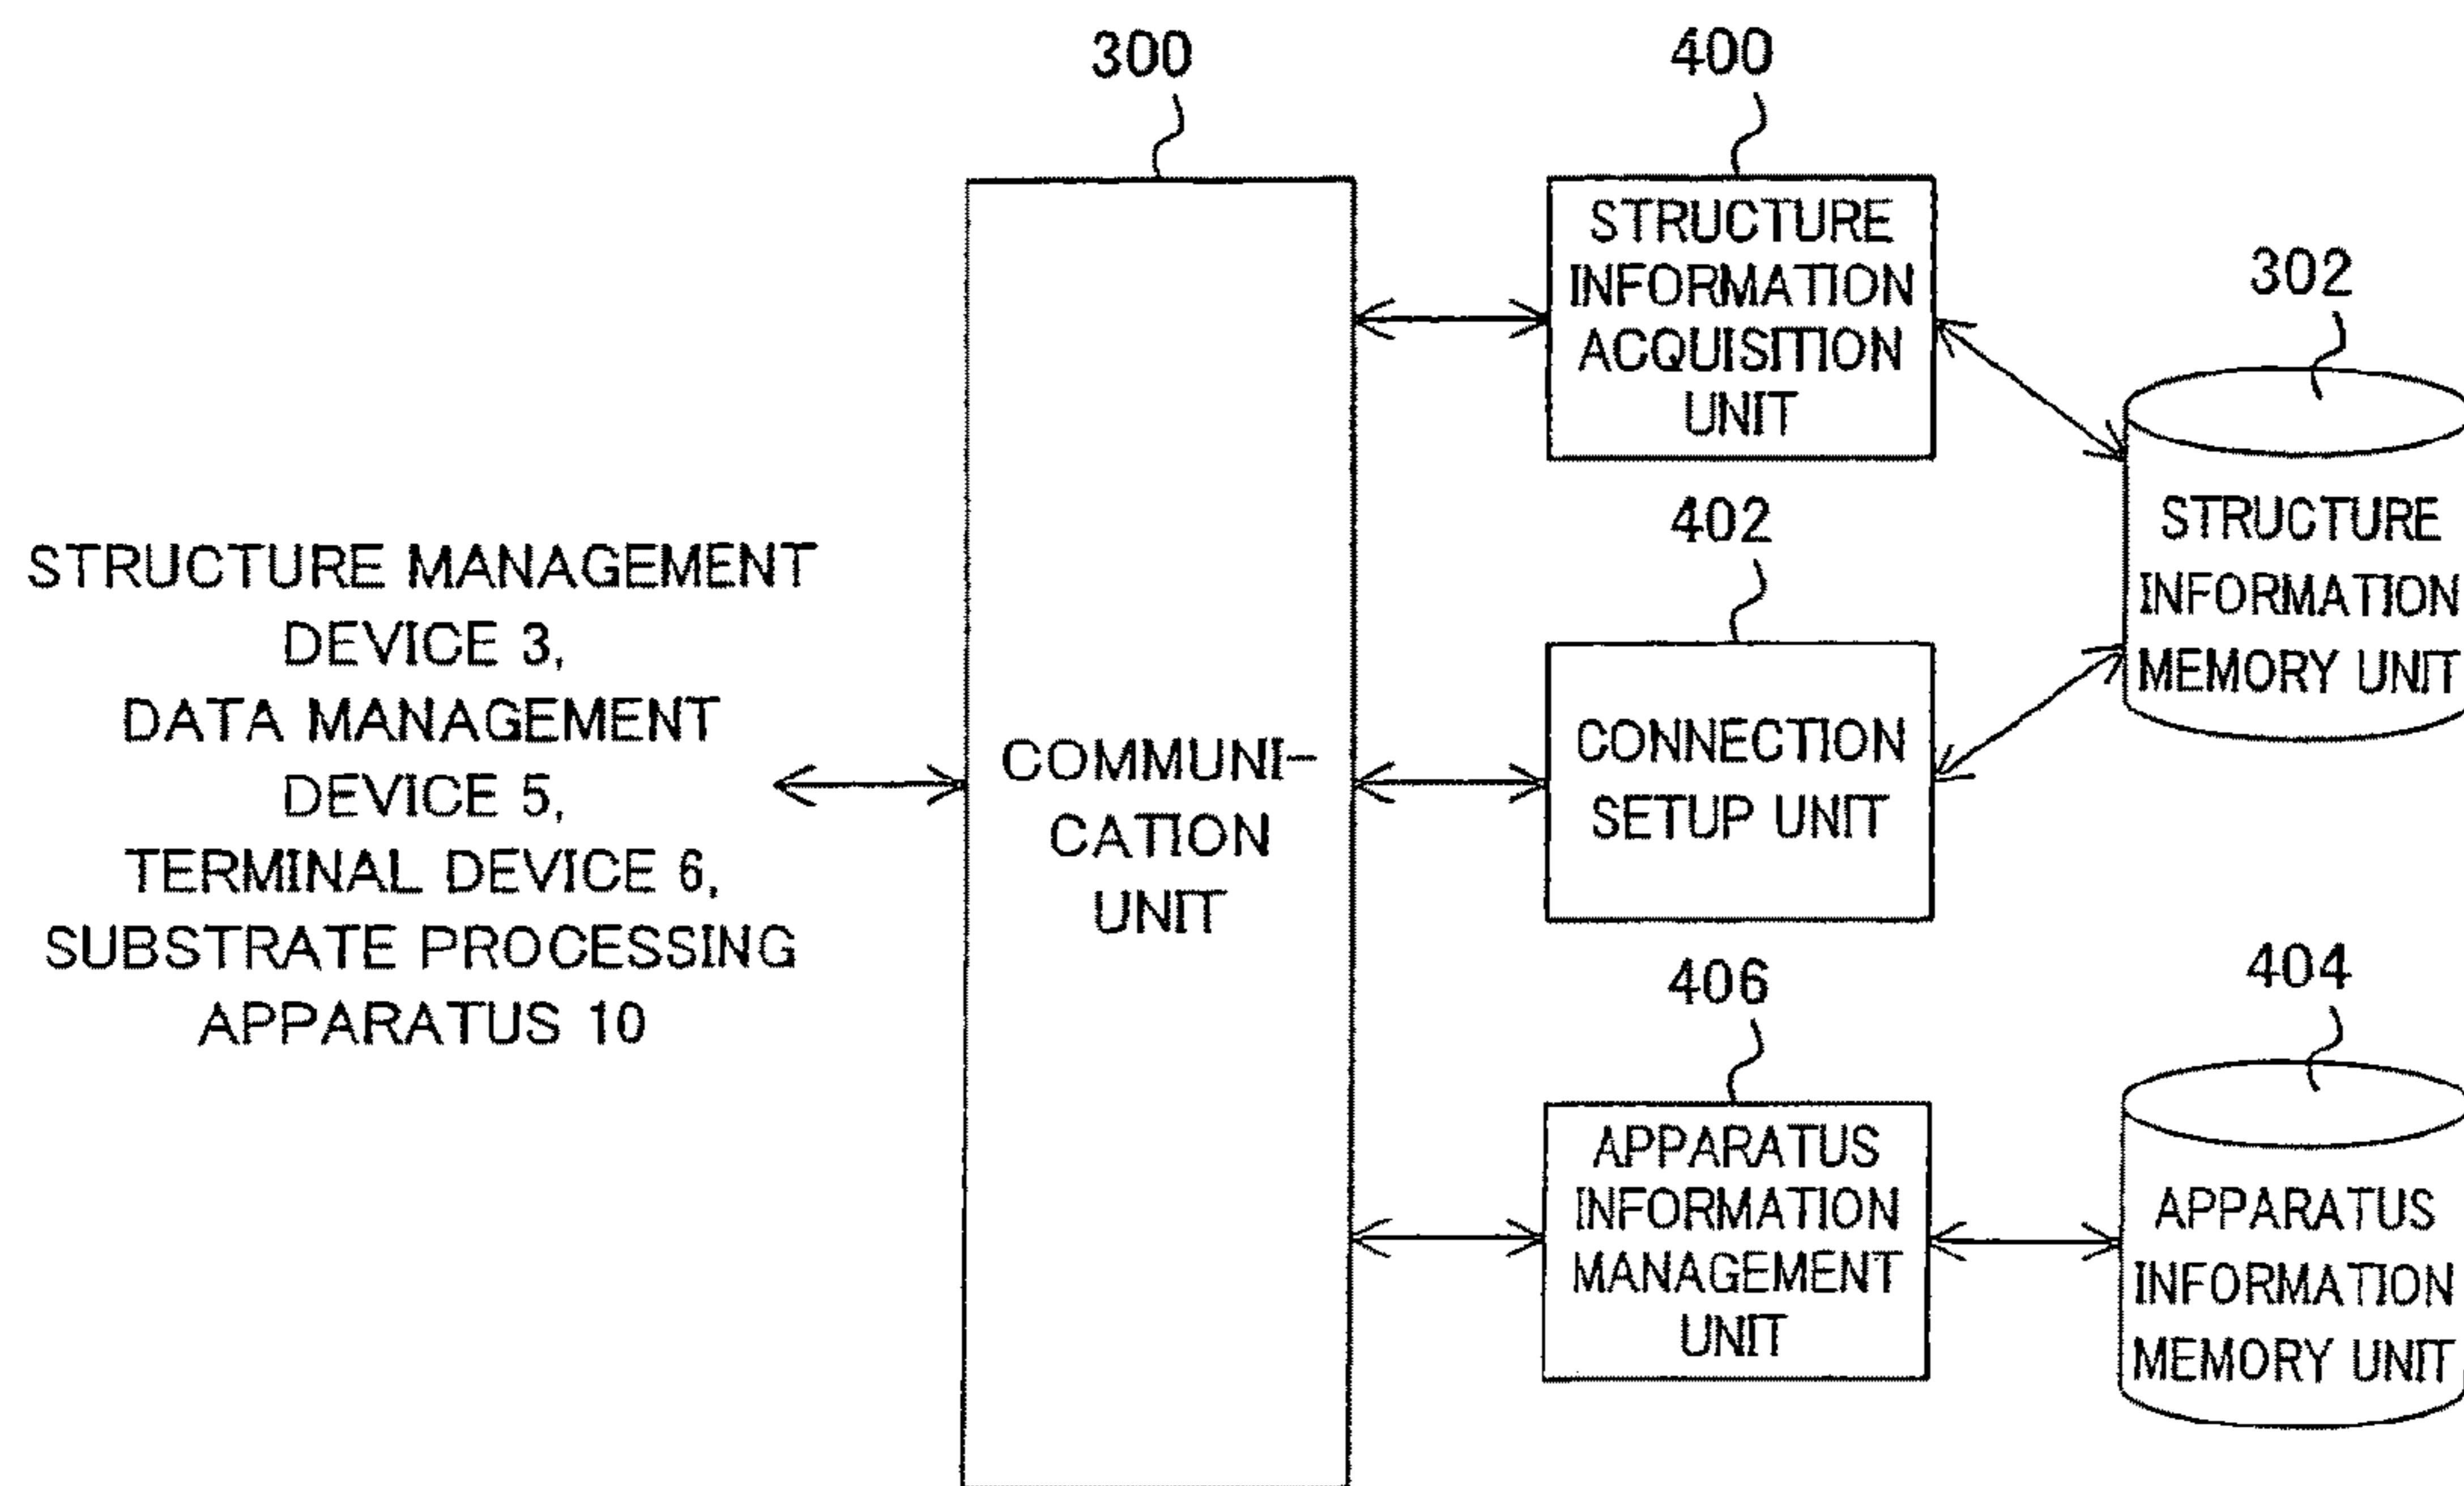 300
400
STRUCTURE
INFORMATION
ACQUISITION
UNIT
302
STRUCTURE
INFORMATION
MEMORY UNIT
402
STRUCTURE MANAGEMENT
DEVICE 3,
DATA MANAGEMENT
DEVICE 5,
TERMINAL DEVICE 6,
SUBSTRATE PROCESSING
APPARATUS 10
COMMUNI-
CATION
UNIT
CONNECTION
SETUP UNIT
406
APPARATUS
INFORMATION
MANAGEMENT
UNIT
404
APPARATUS
INFORMATION
MEMORY UNIT